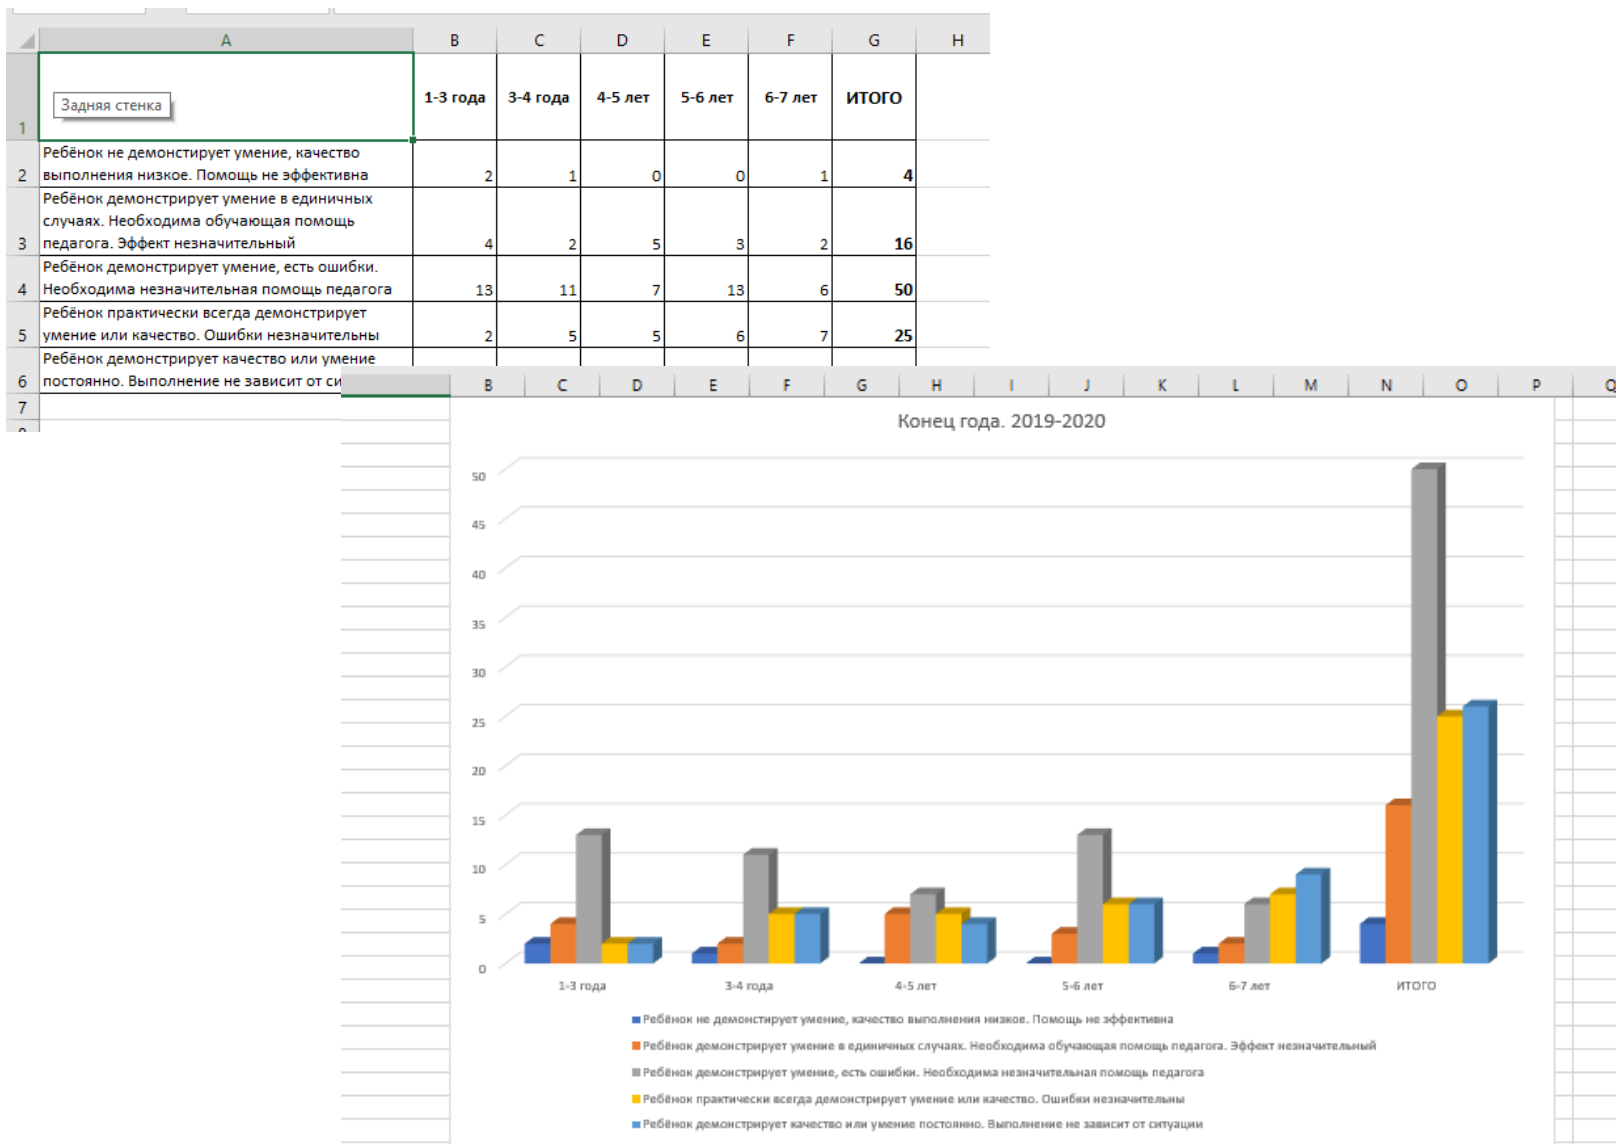 A B C D E F G H
1 Задняя стенка 1-3 года 3-4 года 4-5 лет 5-6 лет 6-7 лет ИТОГО
Ребёнок не демонстирует умение, качество
2 выполнения низкое. Помощь не эффективна 2 1 0 0 1 4
Ребёнок демонстрирует умение в единичных
случаях. Необходима обучающая помощь
3 педагога. Эффект незначительный 4 2 5 3 2 16
Ребёнок демонстрирует умение, есть ошибки.
4 Необходима незначительная помощь педагога 13 11 7 13 6 50
Ребёнок практически всегда демонстрирует
5 умение или качество. Ошибки незначительны 2 5 5 6 7 25
Ребёнок демонстрирует качество или умение
6 постоянно. Выполнение не зависит от си
7
B C D E F G H I J K L M N O P Q
Конец года. 2019-2020
50
45
40
35
30
25
20
15
10
5
0
1-3 года 3-4 года 4-5 лет 5-6 лет 6-7 лет ИТОГО
Ребёнок не демонстирует умение, качество выполнения низкое. Помощь не эффективна
Ребёнок демонстрирует умение в единичных случаях. Необходима обучающая помощь педагога. Эффект незначительный
Ребёнок демонстрирует умение, есть ошибки. Необходима незначительная помощь педагога
Ребёнок практически всегда демонстрирует умение или качество. Ошибки незначительны
Ребёнок демонстрирует качество или умение постоянно. Выполнение не зависит от ситуации